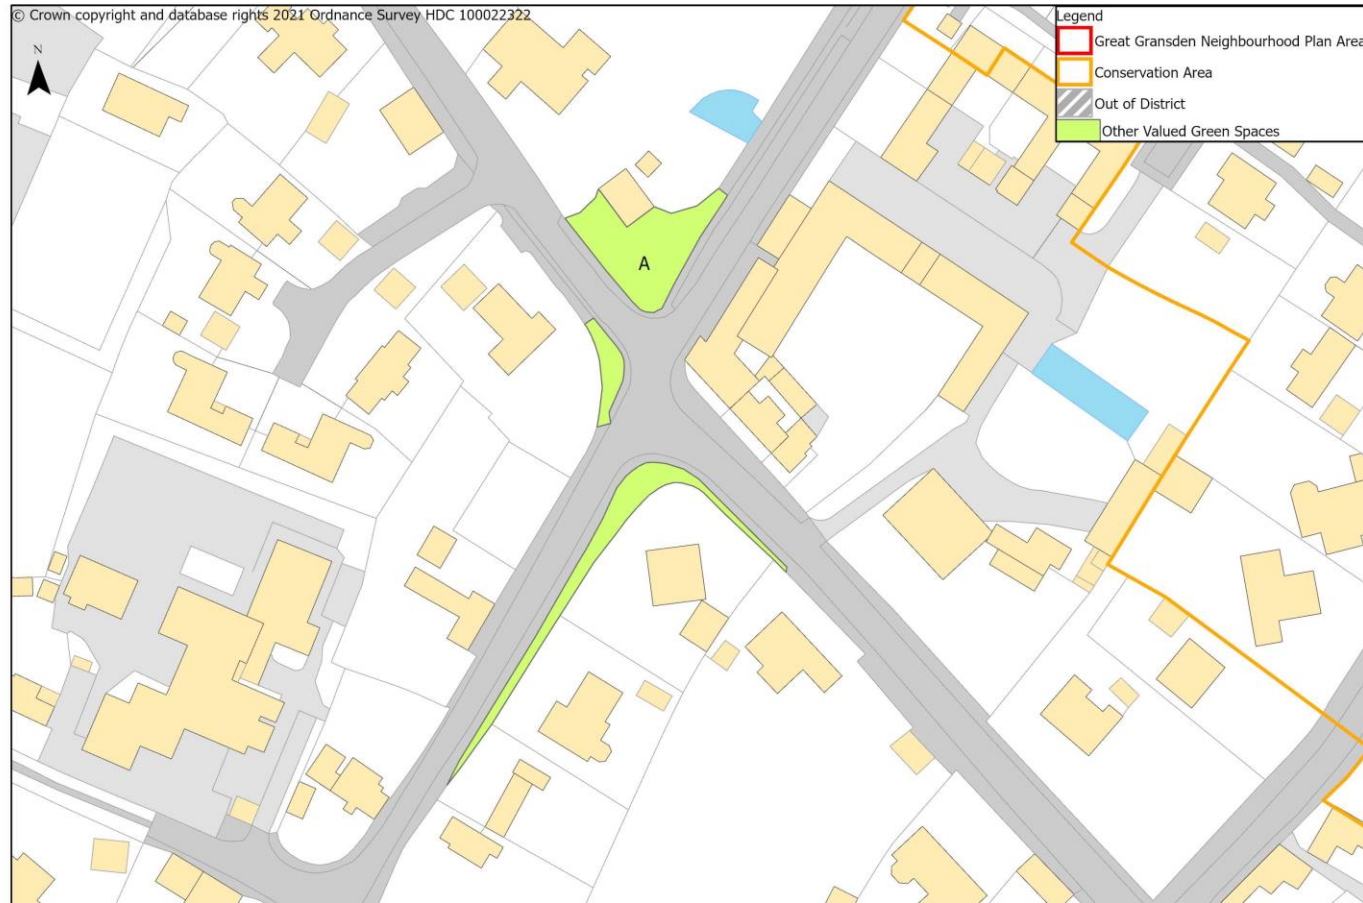 © Crown copyright and database rights 2021 Ordnance Survey HDC 100022322
Legend
Great Gransden Neighbourhood Plan Area
Conservation Area
Out of District
Other Valued Green Spaces
N
A